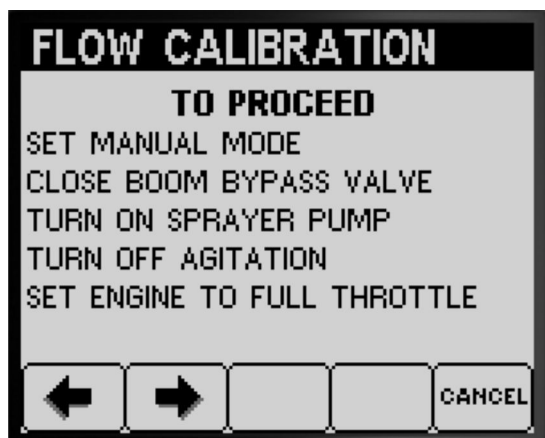 FLOW CALIBRATION
TO PROCEED
SET MANUAL MODE
CLOSE BOOM BYPASS VALVE
TURN ON SPRAYER PUMP
TURN OFF AGITATION
SET ENGINE TO FULL THROTTLE
CANCEL